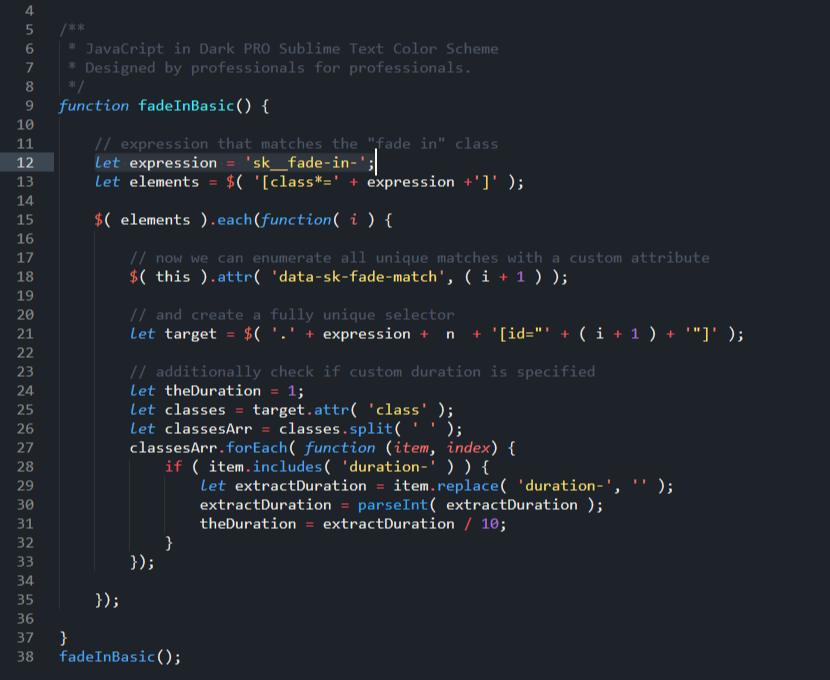 4
5 /**
6  * JavaCript in Dark PRO Sublime Text Color Scheme
7  * Designed by professionals for professionals.
8  */
9 function fadeInBasic() {
10
11     // expression that matches the "fade in" class
12     let expression = 'sk__fade-in-';
13     let elements = $( '[class*=' + expression +']' );
14
15     $( elements ).each(function( i ) {
16
17         // now we can enumerate all unique matches with a custom attribute
18         $( this ).attr( 'data-sk-fade-match', ( i + 1 ) );
19
20         // and create a fully unique selector
21         let target = $( '.' + expression +  n  + '[id="' + ( i + 1 ) + '"]' );
22
23         // additionally check if custom duration is specified
24         let theDuration = 1;
25         let classes = target.attr( 'class' );
26         let classesArr = classes.split( ' ' );
27         classesArr.forEach( function (item, index) {
28             if ( item.includes( 'duration-' ) ) {
29                 let extractDuration = item.replace( 'duration-', '' );
30                 extractDuration = parseInt( extractDuration );
31                 theDuration = extractDuration / 10;
32             }
33         });
34
35     });
36
37 }
38 fadeInBasic();